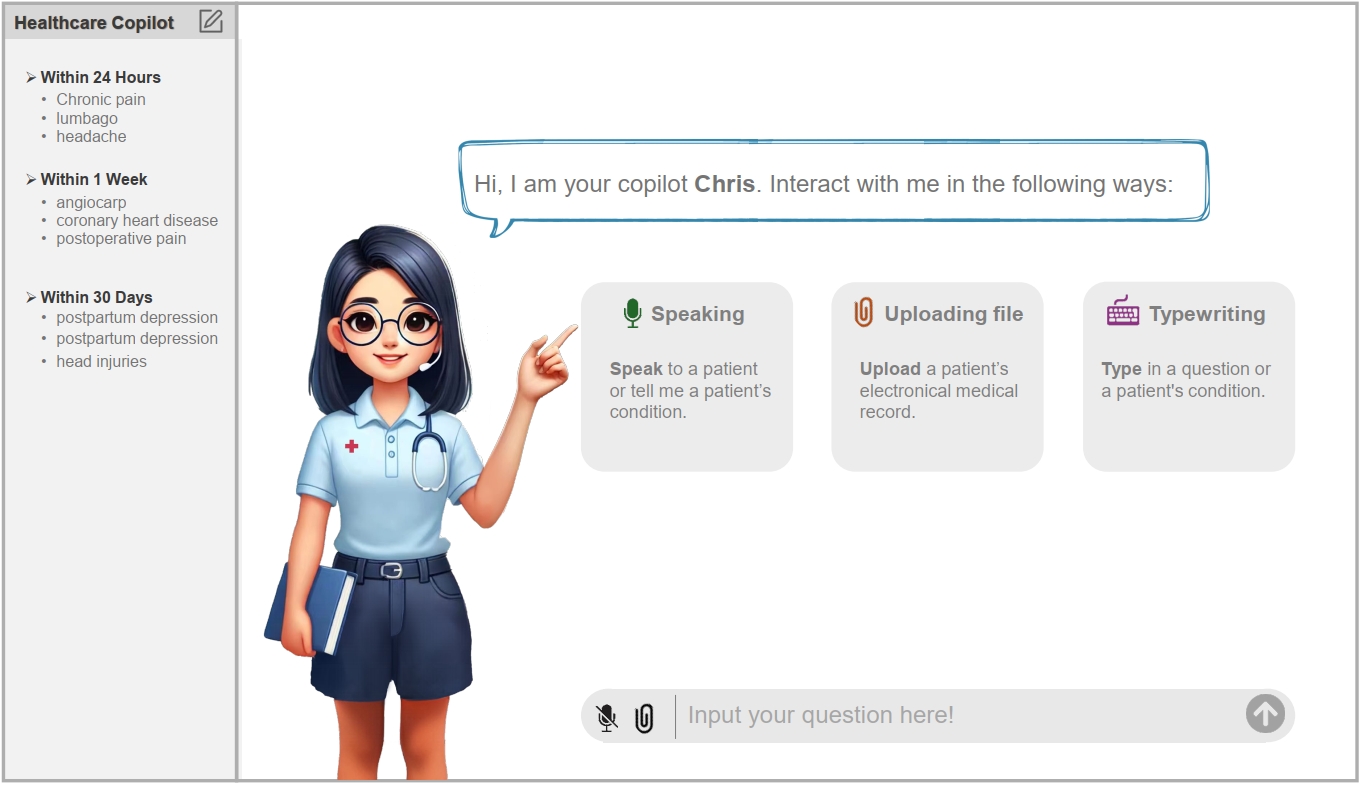 Healthcare Copilot
➢ Within 24 Hours
• Chronic pain
• lumbago
• headache
➢ Within 1 Week
• angiocarp
• coronary heart disease
• postoperative pain
➢ Within 30 Days
• postpartum depression
• postpartum depression
• head injuries
Hi, I am your copilot Chris. Interact with me in the following ways:
Speaking
Speak to a patient
or tell me a patient’s
condition.
Uploading file
Upload a patient’s
electronical medical
record.
Typewriting
Type in a question or
a patient's condition.
Input your question here!